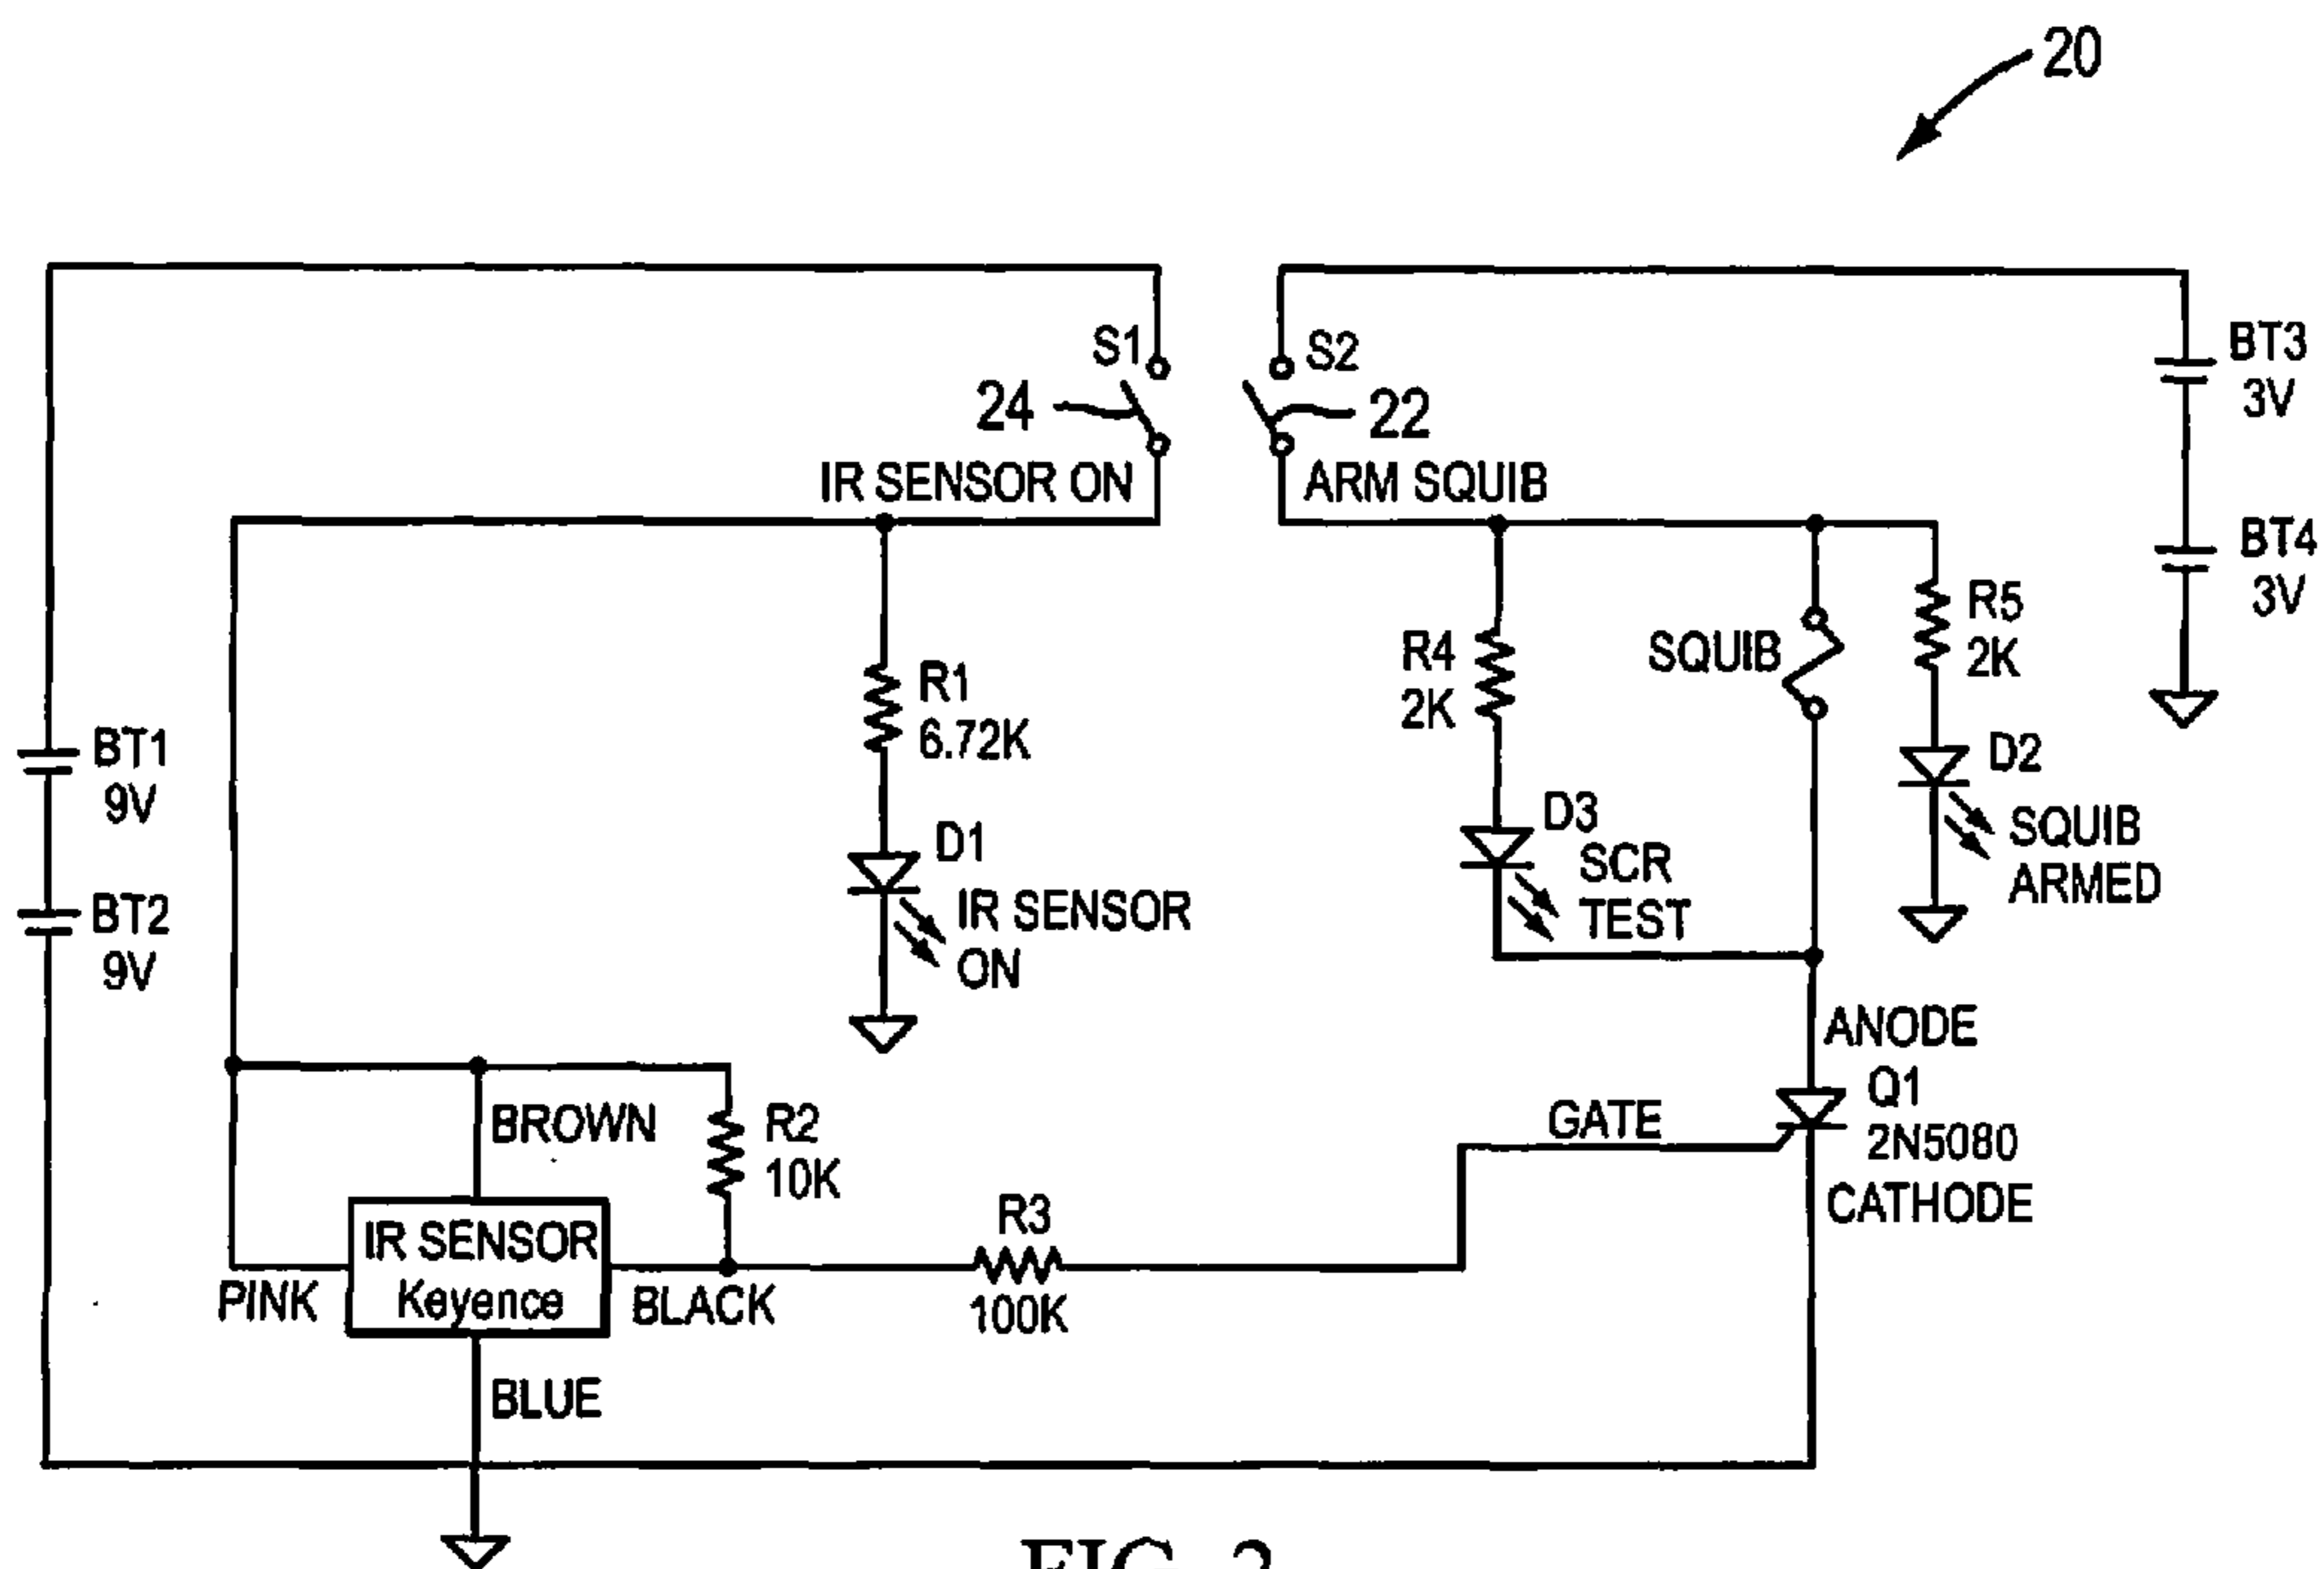 20
S1
24
IR SENSOR ON
S2
22
ARM SQUIB
BT3
3V
BT4
3V
BT1
9V
BT2
9V
R1
6.72K
D1
IR SENSOR
ON
R4
2K
SQUIB
R5
2K
D2
SQUIB
ARMED
D3
SCR
TEST
ANODE
Q1
2N5080
CATHODE
GATE
BROWN
R2
10K
IR SENSOR
Keyence
PINK
BLACK
R3
100K
BLUE
FIG. 2